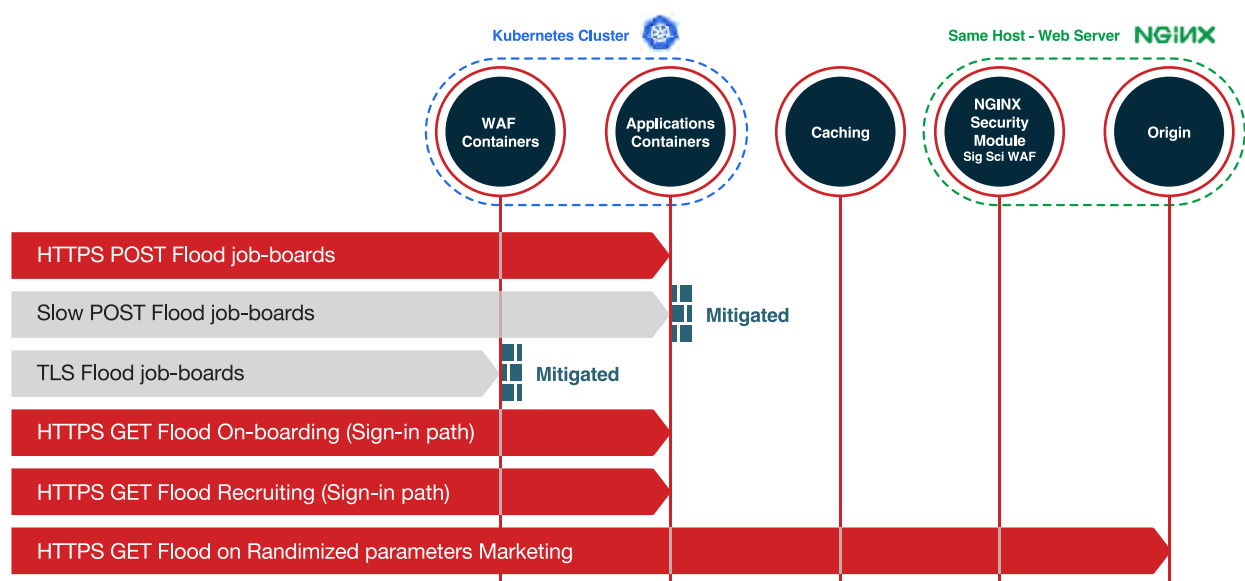 Kubernetes Cluster
Same Host - Web Server NGINX
WAF
Containers
Applications
Containers
Caching
NGINX
Security
Module
Sig Sci WAF
Origin
HTTPS POST Flood job-boards
Slow POST Flood job-boards
Mitigated
TLS Flood job-boards
Mitigated
HTTPS GET Flood On-boarding (Sign-in path)
HTTPS GET Flood Recruiting (Sign-in path)
HTTPS GET Flood on Randimized parameters Marketing